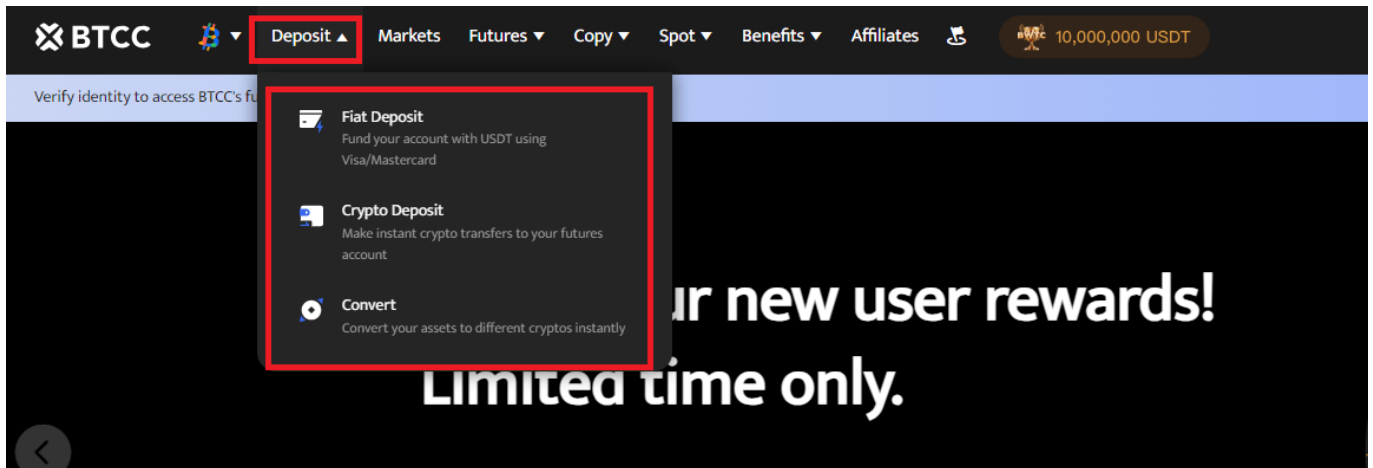 BTCC
Deposit ▲ Markets Futures ▼ Copy ▼ Spot ▼ Benefits ▼ Affiliates 10,000,000 USDT
Verify identity to access BTCC's
Fiat Deposit
Fund your account with USDT using
Visa/Mastercard
Crypto Deposit
Make instant crypto transfers to your futures
account
Convert
Convert your assets to different cryptos instantly
new user rewards!
Limited time only.